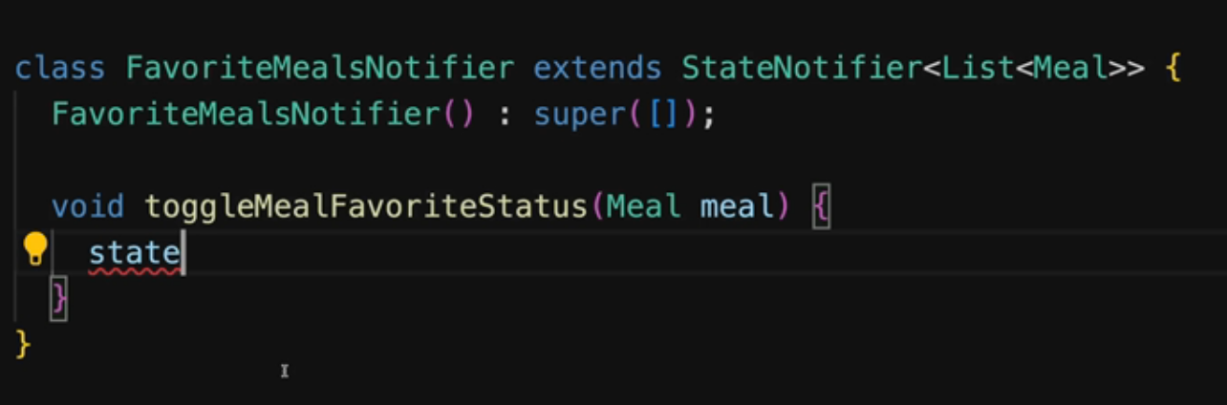 class FavoriteMealsNotifier extends StateNotifier<List<Meal>> {
FavoriteMealsNotifier() : super([]);
void toggleMealFavoriteStatus(Meal meal) {
state
}
}